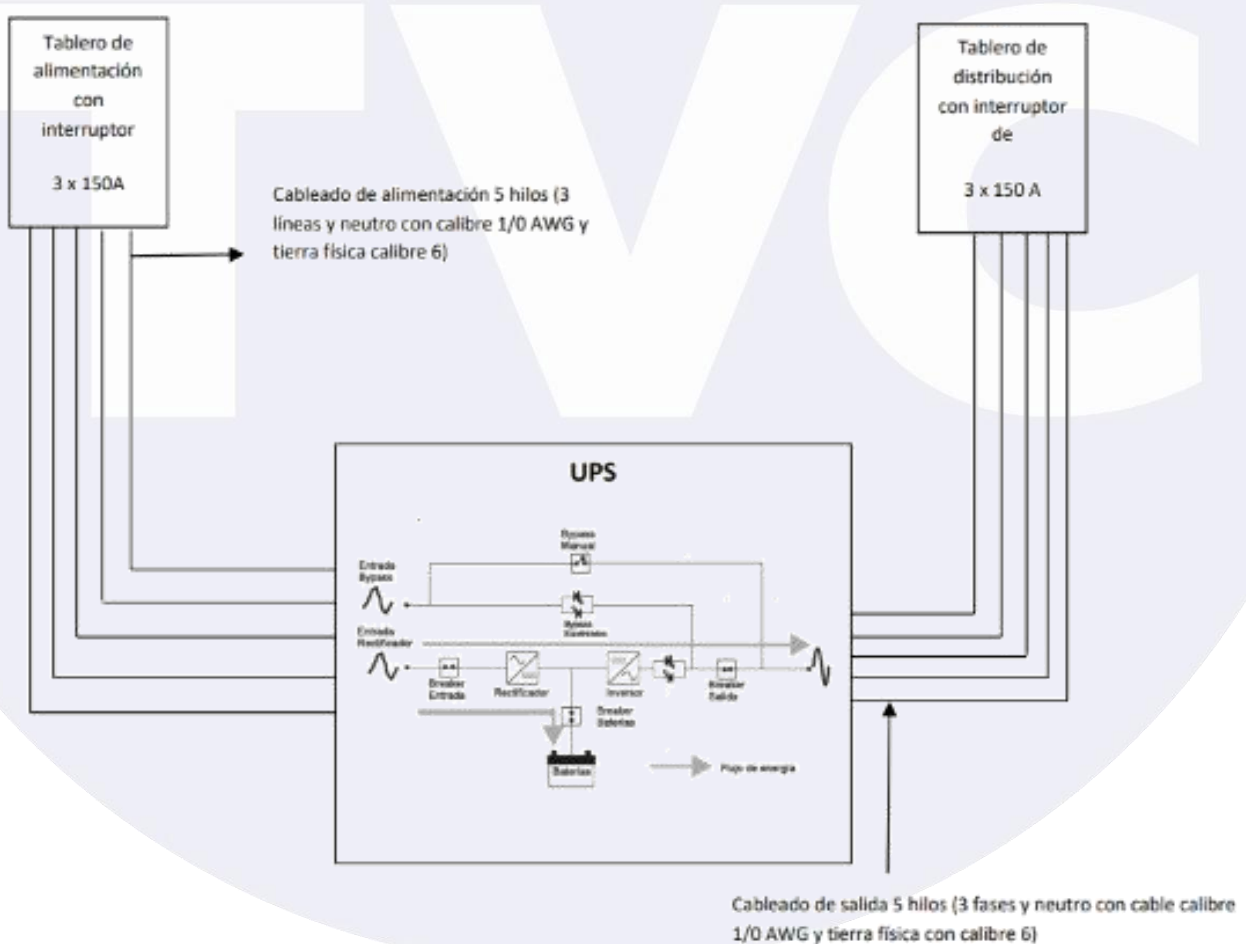 TVC
Tablero de
alimentación
con
interruptor
3 x 150A
Tablero de
distribución
con interruptor
de
3 x 150 A
Cableado de alimentación 5 hilos (3
líneas y neutro con calibre 1/0 AWG y
tierra física calibre 6)
UPS
Bypass
Manual
Entrada
Bypass
Bypass
Entrada
Rectificador
Breaker
Entrada
Rectificador
Inversor
Breaker
Salida
Breaker
Baterías
Baterías
Flujo de energía
Cableado de salida 5 hilos (3 fases y neutro con cable calibre
1/0 AWG y tierra física con calibre 6)